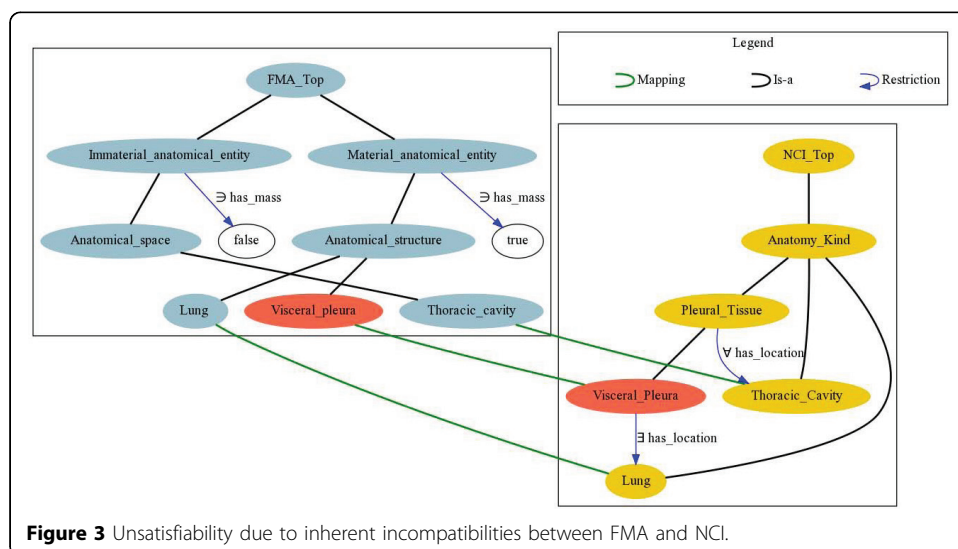 Legend
Mapping
Is-a
Restriction
FMA_Top
Immaterial_anatomical_entity
Material_anatomical_entity
∋ has_mass
∋ has_mass
Anatomical_space
false
Anatomical_structure
true
Lung
Visceral_pleura
Thoracic_cavity
NCI_Top
Anatomy_Kind
Pleural_Tissue
∀ has_location
Visceral_Pleura
Thoracic_Cavity
∃ has_location
Lung
Figure 3 Unsatisfiability due to inherent incompatibilities between FMA and NCI.